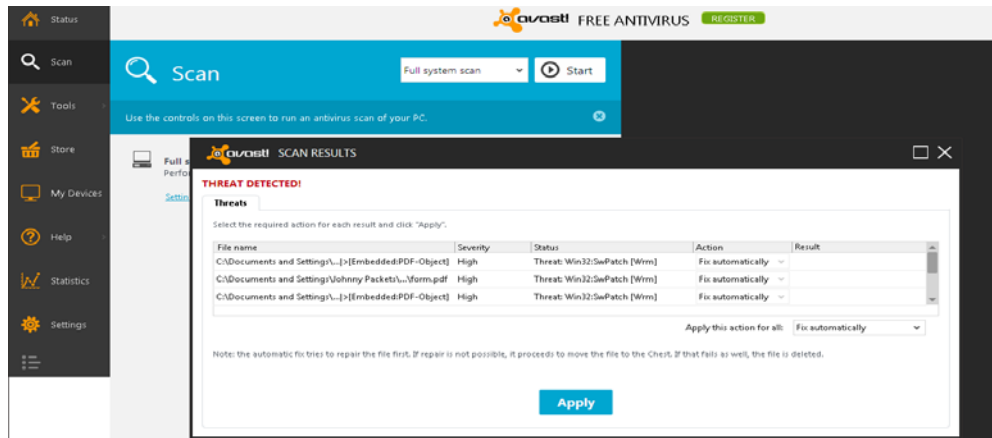 Status
avast! FREE ANTIVIRUS REGISTER
Scan
Scan
Full system scan
Start
Tools
Use the controls on this screen to run an antivirus scan of your PC.
Store
Full s
Perfo
Settin
My Devices
Help
Statistics
Settings
avast! SCAN RESULTS
THREAT DETECTED!
Threats
Select the required action for each result and click "Apply".
File name Severity Status Action Result
C:\Documents and Settings\...|>[Embedded:PDF-Object] High Threat: Win32:SwPatch [Wrm] Fix automatically
C:\Documents and Settings\Johnny Packets\...\form.pdf High Threat: Win32:SwPatch [Wrm] Fix automatically
C:\Documents and Settings\...|>[Embedded:PDF-Object] High Threat: Win32:SwPatch [Wrm] Fix automatically
Apply this action for all: Fix automatically
Note: the automatic fix tries to repair the file first. If repair is not possible, it proceeds to move the file to the Chest. If that fails as well, the file is deleted.
Apply